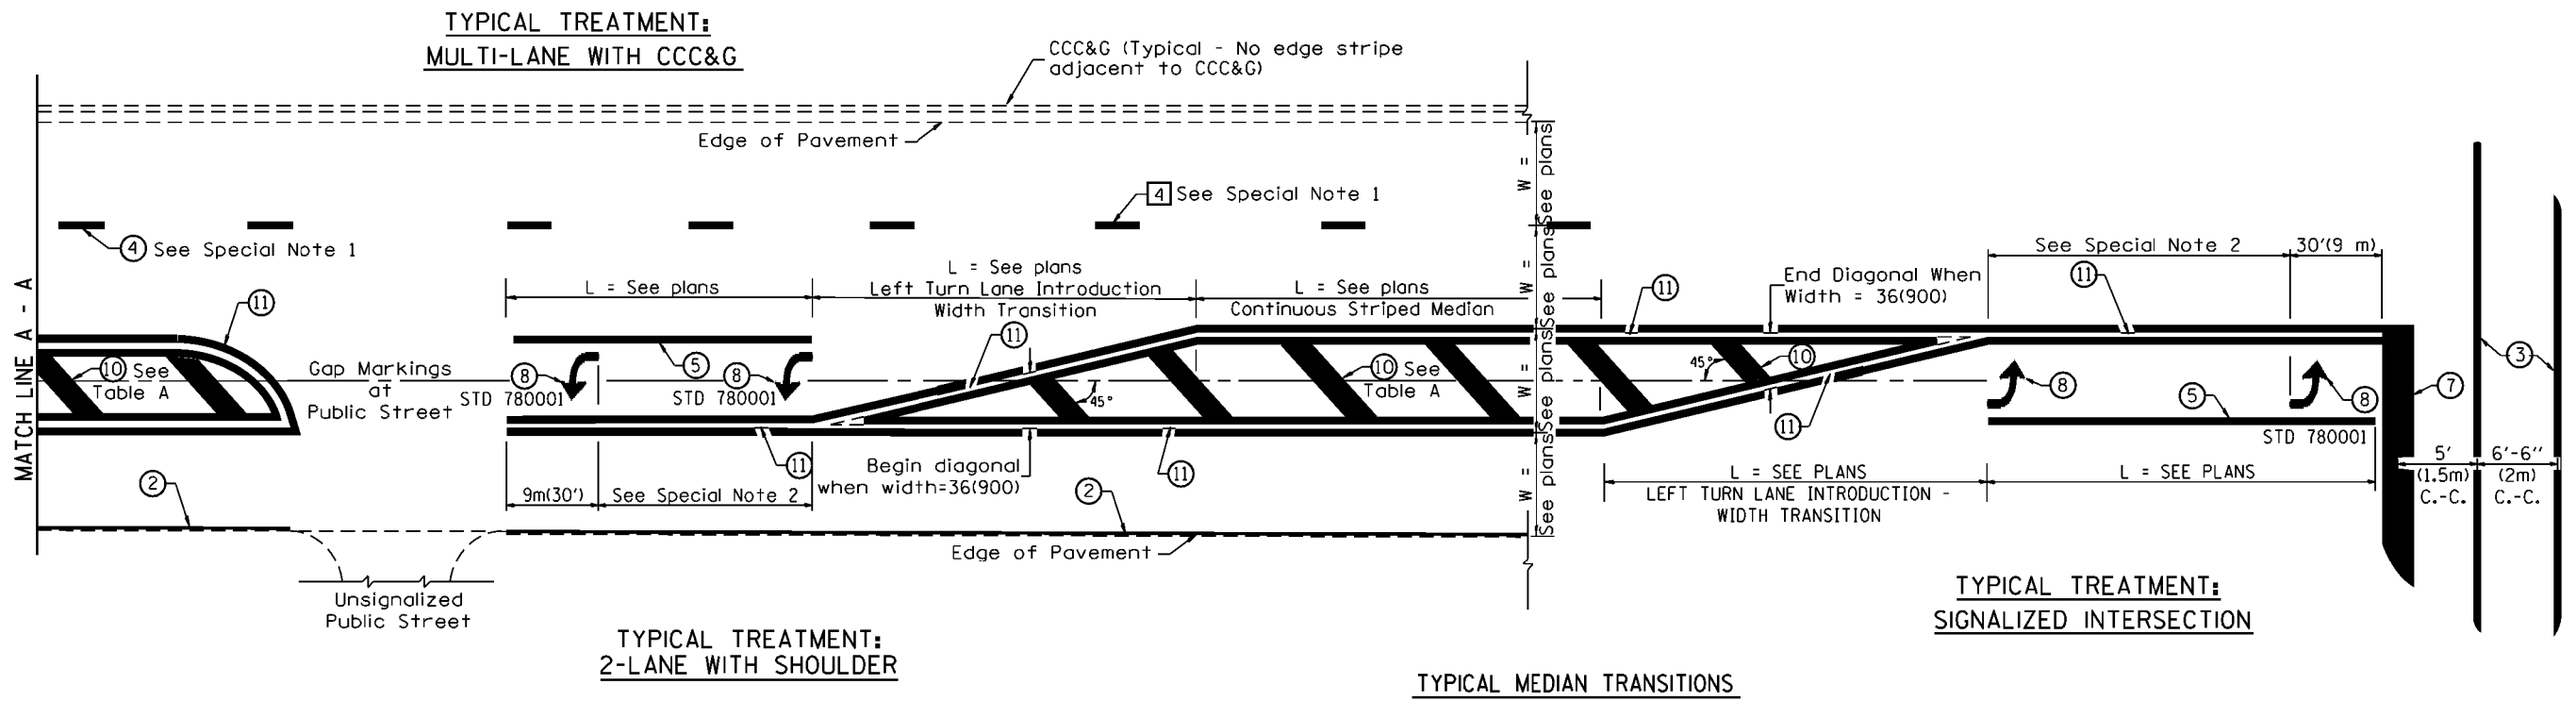 TYPICAL TREATMENT:
MULTI-LANE WITH CCC&G
CCC&G (Typical - No edge stripe
adjacent to CCC&G)
Edge of Pavement
4 See Special Note 1
4 See Special Note 1
MATCH LINE A - A
11
10 See
Table A
Gap Markings
at
Public Street
L = See plans
L = See plans
Left Turn Lane Introduction
Width Transition
L = See plans
Continuous Striped Median
W =
See plans
W =
See plans
W =
See plans
W =
See plans
11
End Diagonal When
Width = 36(900)
See Special Note 2
30'(9 m)
11
11
5
8
STD 780001
8
STD 780001
45°
10 See
Table A
45°
10
11
8
8
5
STD 780001
3
7
5'
(1.5m)
C.-C.
6'-6"
(2m)
C.-C.
11
Begin diagonal
when width=36(900)
11
2
9m(30')
See Special Note 2
2
L = SEE PLANS
LEFT TURN LANE INTRODUCTION -
WIDTH TRANSITION
L = SEE PLANS
Edge of Pavement
Unsignalized
Public Street
TYPICAL TREATMENT:
2-LANE WITH SHOULDER
TYPICAL TREATMENT:
SIGNALIZED INTERSECTION
TYPICAL MEDIAN TRANSITIONS